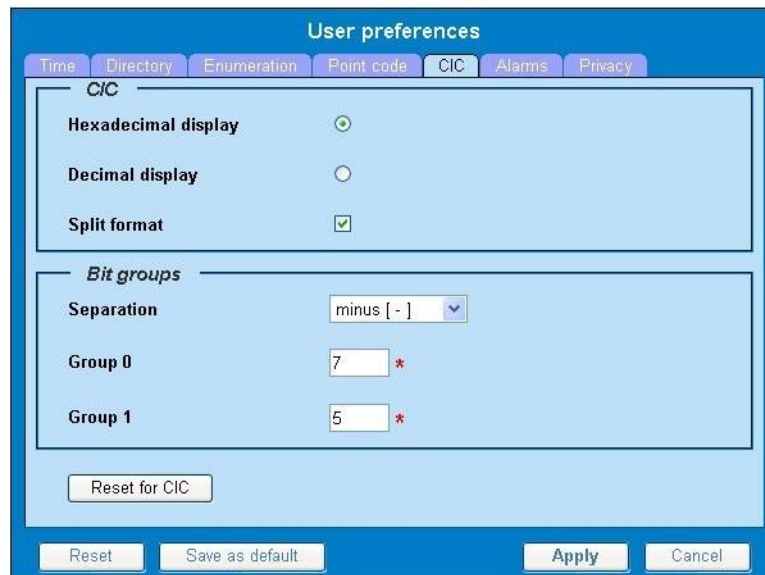 User preferences
Time Directory Enumeration Point code CIC Alarms Privacy
CIC
Hexadecimal display
Decimal display
Split format
Bit groups
Separation minus [ - ]
Group 0 7 *
Group 1 5 *
Reset for CIC
Reset Save as default Apply Cancel